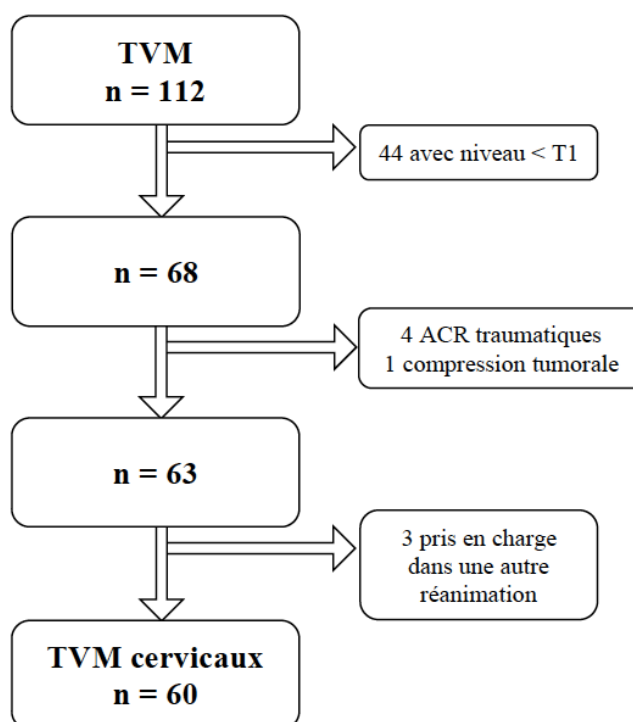 TVM
n = 112
44 avec niveau < T1
n = 68
4 ACR traumatiques
1 compression tumorale
n = 63
3 pris en charge
dans une autre
réanimation
TVM cervicaux
n = 60